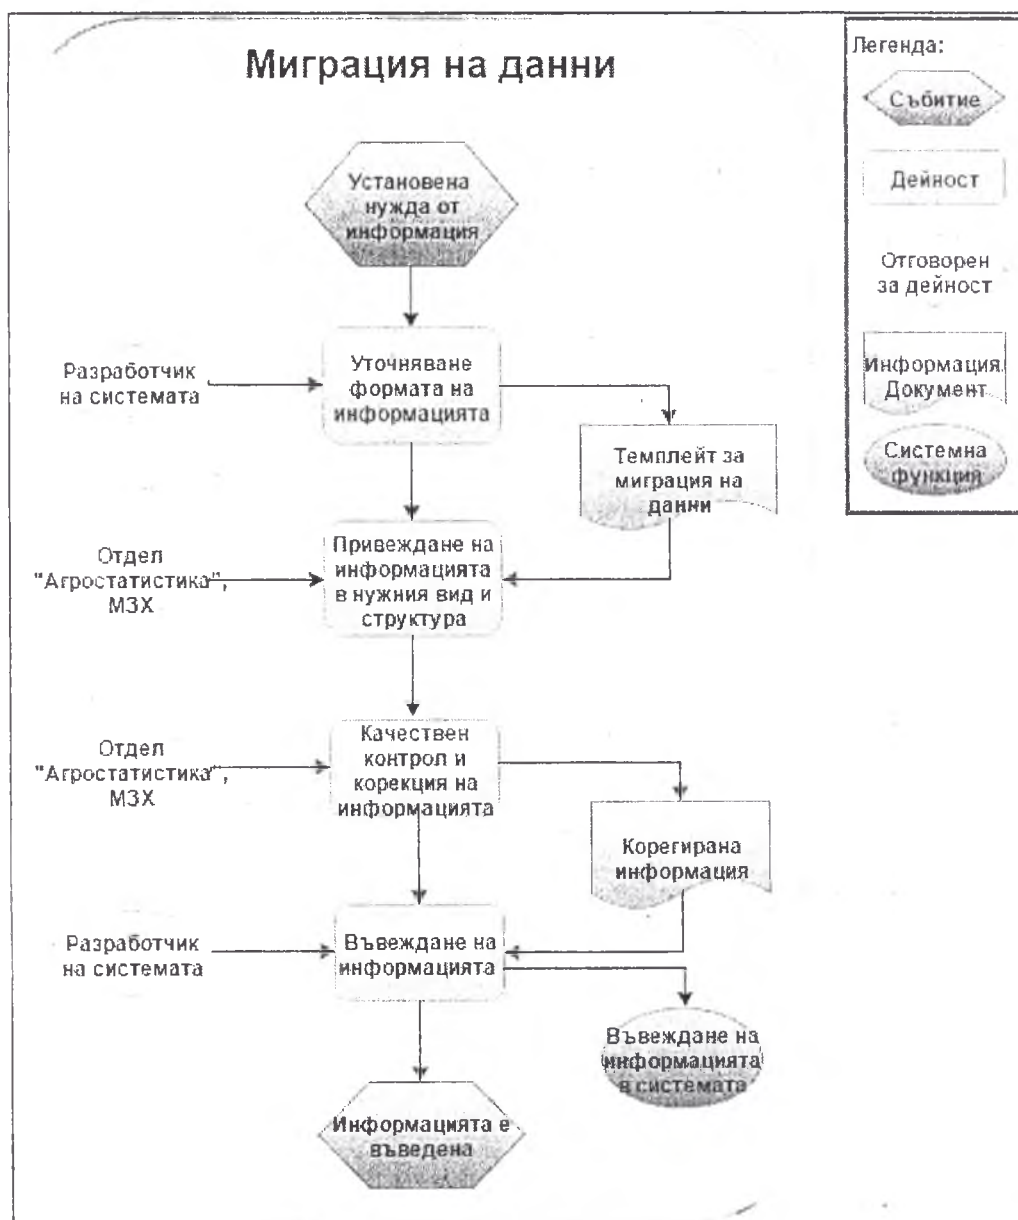 Миграция на данни
Легенда:
Събитие
Дейност
Отговорен
за дейност
Информация.
Документ
Системна
функция
Установена
нужда от
информация
Разработчик
на системата
Уточняване
формата на
информацията
Темплейт за
миграция на
данни
Отдел
"Агростатистика",
МЗХ
Привеждане на
информацията
в нужния вид и
структура
Отдел
"Агростатистика",
МЗХ
Качествен
контрол и
корекция на
информацията
Корегирана
информация
Разработчик
на системата
Въвеждане на
информацията
Въвеждане на
информацията
в системата
Информацията е
въведена